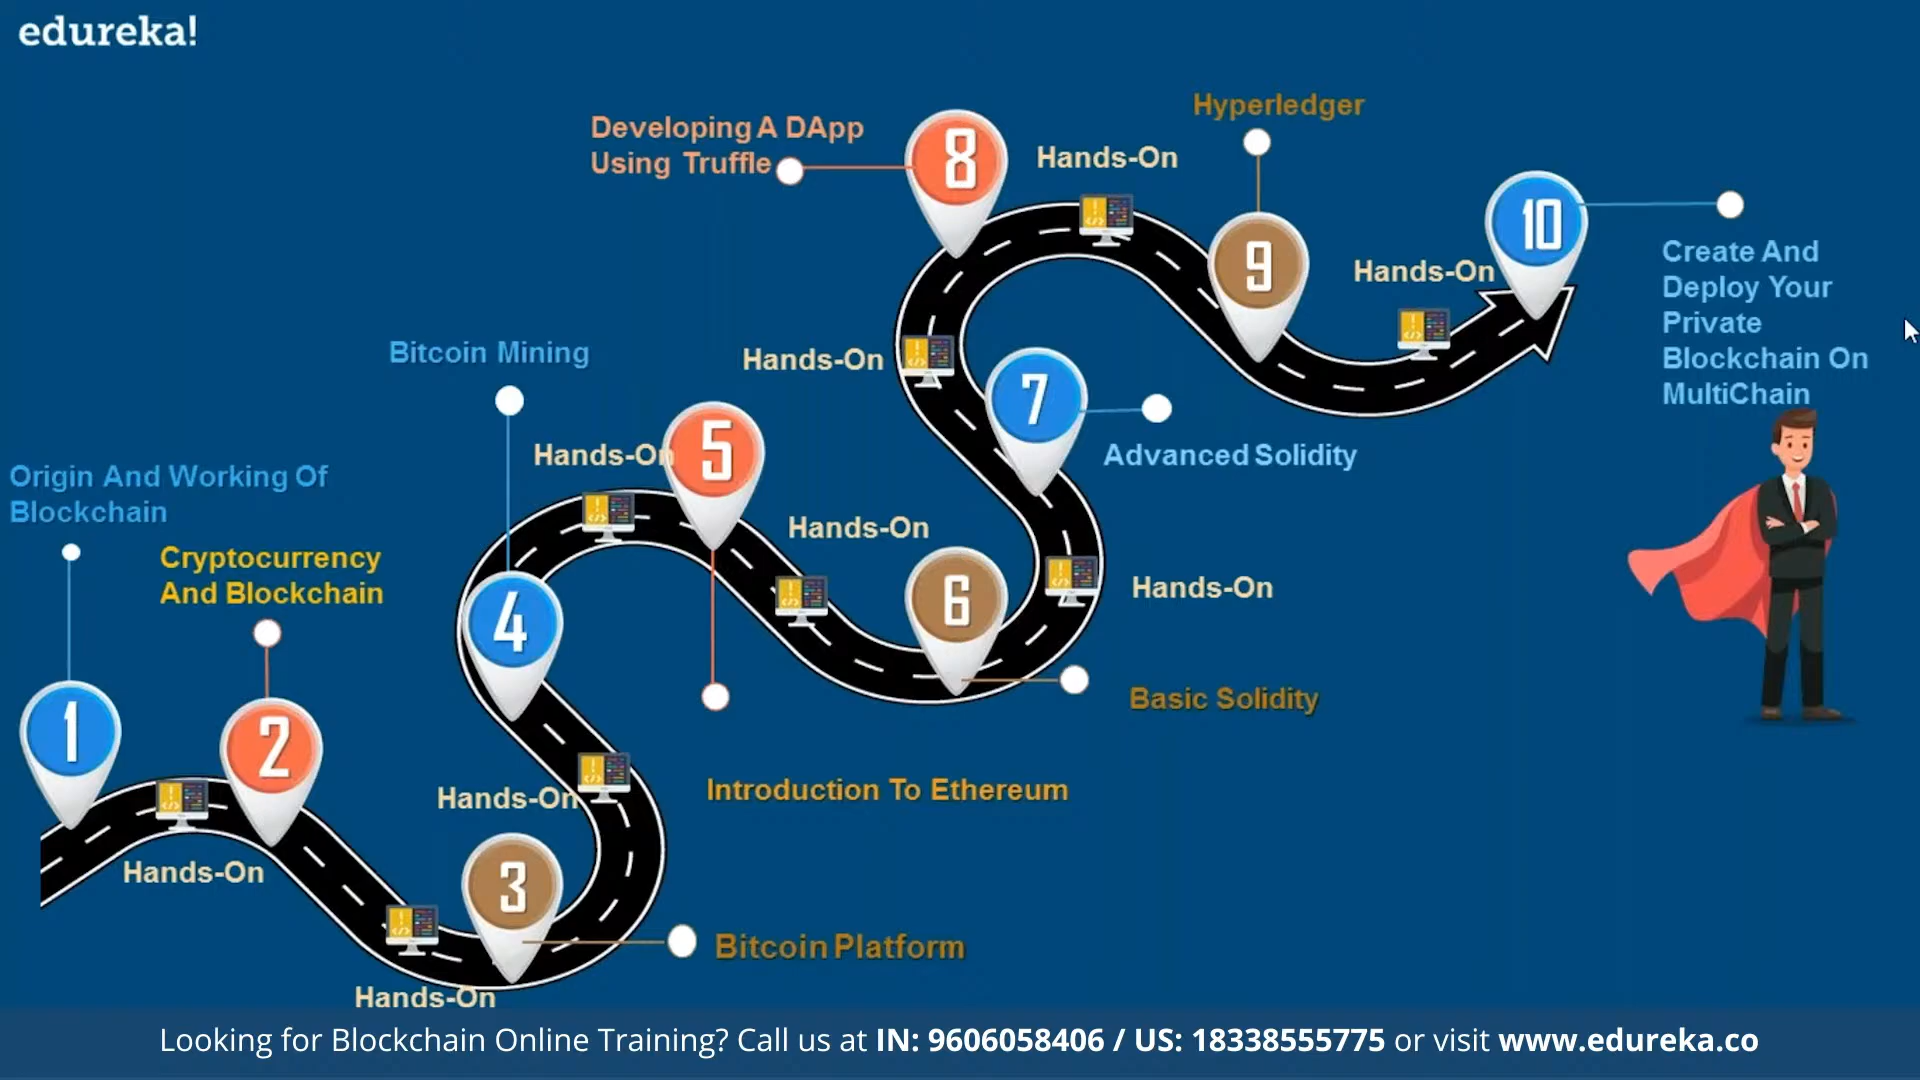 edureka!
Hyperledger
Developing A DApp
Using Truffle
8
Hands-On
10
9
Hands-On
Create And
Deploy Your
Private
Blockchain On
MultiChain
Bitcoin Mining
Hands-On
7
Advanced Solidity
Hands-On
5
Origin And Working Of
Blockchain
Cryptocurrency
And Blockchain
Hands-On
4
6
Hands-On
Basic Solidity
1
2
Hands-On
Introduction To Ethereum
Hands-On
3
Bitcoin Platform
Hands-On
Looking for Blockchain Online Training? Call us at IN: 9606058406 / US: 18338555775 or visit www.edureka.co